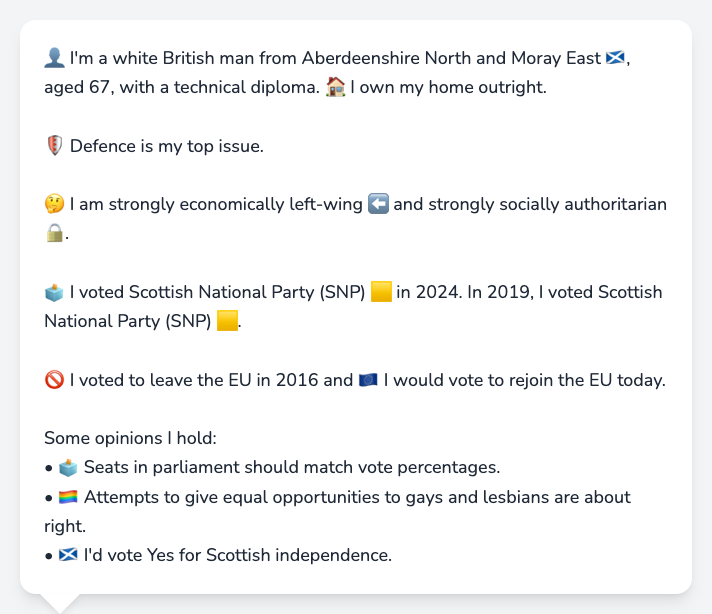 👤 I'm a white British man from Aberdeenshire North and Moray East 🏴󠁧󠁢󠁳󠁣󠁴󠁿,
aged 67, with a technical diploma. 🏠 I own my home outright.
🛡️ Defence is my top issue.
🤔 I am strongly economically left-wing ⬅️ and strongly socially authoritarian
🔒.
🗳️ I voted Scottish National Party (SNP) 🟨 in 2024. In 2019, I voted Scottish
National Party (SNP) 🟨.
🚫 I voted to leave the EU in 2016 and 🇪🇺 I would vote to rejoin the EU today.
Some opinions I hold:
• 🗳️ Seats in parliament should match vote percentages.
• 🏳️‍🌈 Attempts to give equal opportunities to gays and lesbians are about
right.
• 🏴󠁧󠁢󠁳󠁣󠁴󠁿 I'd vote Yes for Scottish independence.